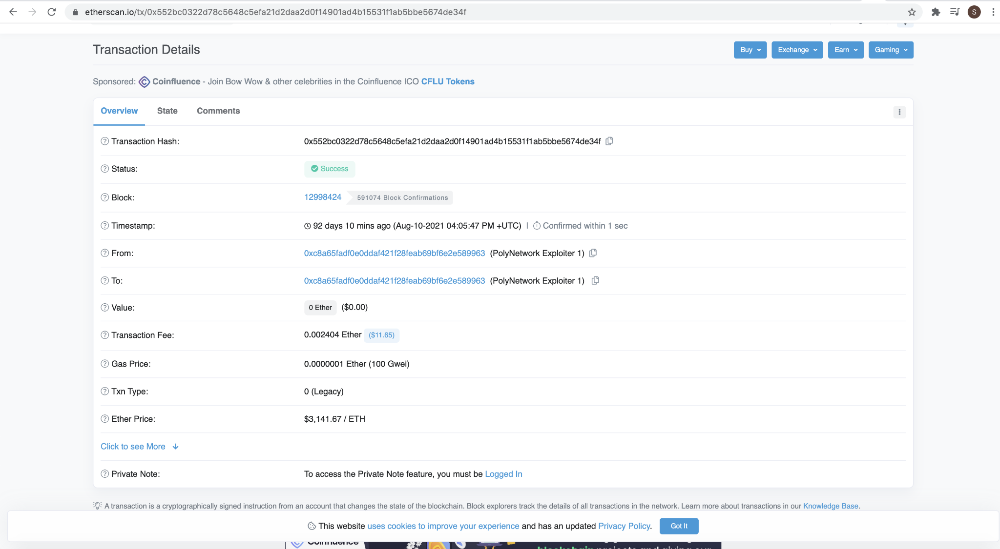 etherscan.io/tx/0x552bc0322d78c5648c5efa21d2daa2d0f14901ad4b15531f1ab5bbe5674de34f
S
Transaction Details
Buy
Exchange
Earn
Gaming
Sponsored: Coinfluence - Join Bow Wow & other celebrities in the Coinfluence ICO CFLU Tokens
Overview
State
Comments
Transaction Hash: 0x552bc0322d78c5648c5efa21d2daa2d0f14901ad4b15531f1ab5bbe5674de34f
Status: Success
Block: 12998424 591074 Block Confirmations
Timestamp: 92 days 10 mins ago (Aug-10-2021 04:05:47 PM +UTC) | Confirmed within 1 sec
From: 0xc8a65fadf0e0ddaf421f28feab69bf6e2e589963 (PolyNetwork Exploiter 1)
To: 0xc8a65fadf0e0ddaf421f28feab69bf6e2e589963 (PolyNetwork Exploiter 1)
Value: 0 Ether ($0.00)
Transaction Fee: 0.002404 Ether ($11.65)
Gas Price: 0.0000001 Ether (100 Gwei)
Txn Type: 0 (Legacy)
Ether Price: $3,141.67 / ETH
Click to see More
Private Note: To access the Private Note feature, you must be Logged In
A transaction is a cryptographically signed instruction from an account that changes the state of the blockchain. Block explorers track the details of all transactions in the network. Learn more about transactions in our Knowledge Base.
This website uses cookies to improve your experience and has an updated Privacy Policy. Got It
Coinfluence
blockchain projects and giving our